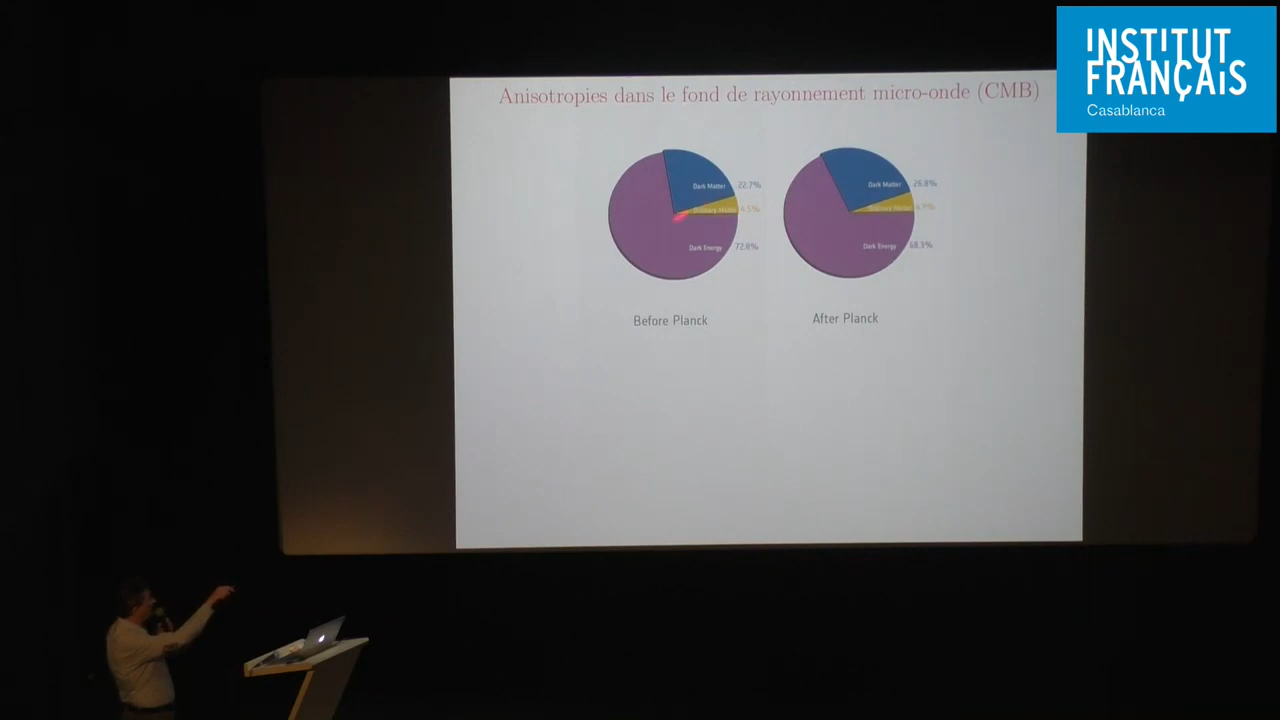 INSTITUT
FRANÇAIS
Casablanca
Anisotropies dans le fond de rayonnement micro-onde (CMB)
Dark Matter 22.7%
Ordinary Matter 4.5%
Dark Energy 72.8%
Before Planck
Dark Matter 26.8%
Ordinary Matter 4.9%
Dark Energy 68.3%
After Planck